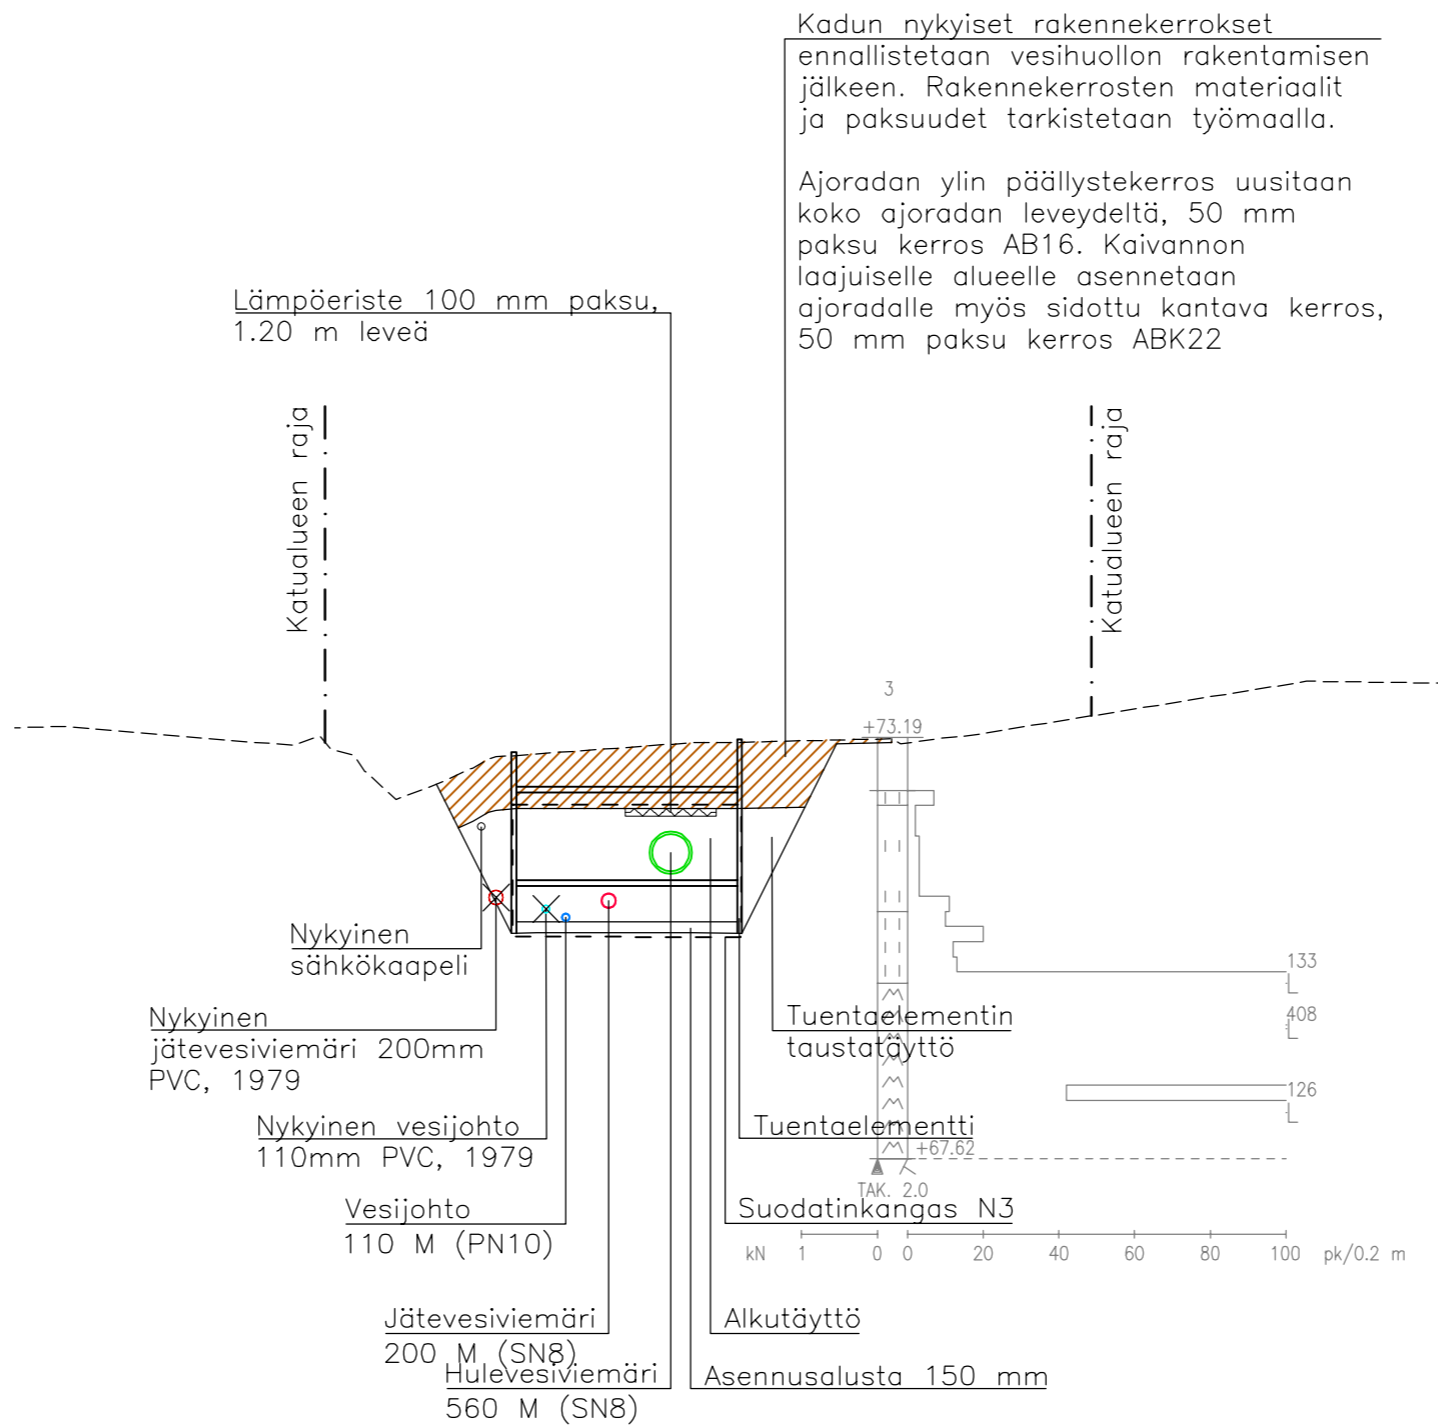 Kadun nykyiset rakennekerrokset
ennallistetaan vesihuollon rakentamisen
jälkeen. Rakennekerrosten materiaalit
ja paksuudet tarkistetaan työmaalla.
Ajoradan ylin päällystekerros uusitaan
koko ajoradan leveydeltä, 50 mm
paksu kerros AB16. Kaivannon
laajuiselle alueelle asennetaan
ajoradalle myös sidottu kantava kerros,
50 mm paksu kerros ABK22
Lämpöeriste 100 mm paksu,
1.20 m leveä
Katualueen raja
Katualueen raja
3
+73.19
Nykyinen
sähkökaapeli
Nykyinen
jätevesiviemäri 200mm
PVC, 1979
Nykyinen vesijohto
110mm PVC, 1979
Vesijohto
110 M (PN10)
Jätevesiviemäri
200 M (SN8)
Hulevesiviemäri
560 M (SN8)
Tuentaelementin
taustatäyttö
Tuentaelementti
Suodatinkangas N3
Alkutäyttö
Asennusalusta 150 mm
133
L
408
L
126
L
+67.62
TAK. 2.0
kN 1 0 0 20 40 60 80 100 pk/0.2 m